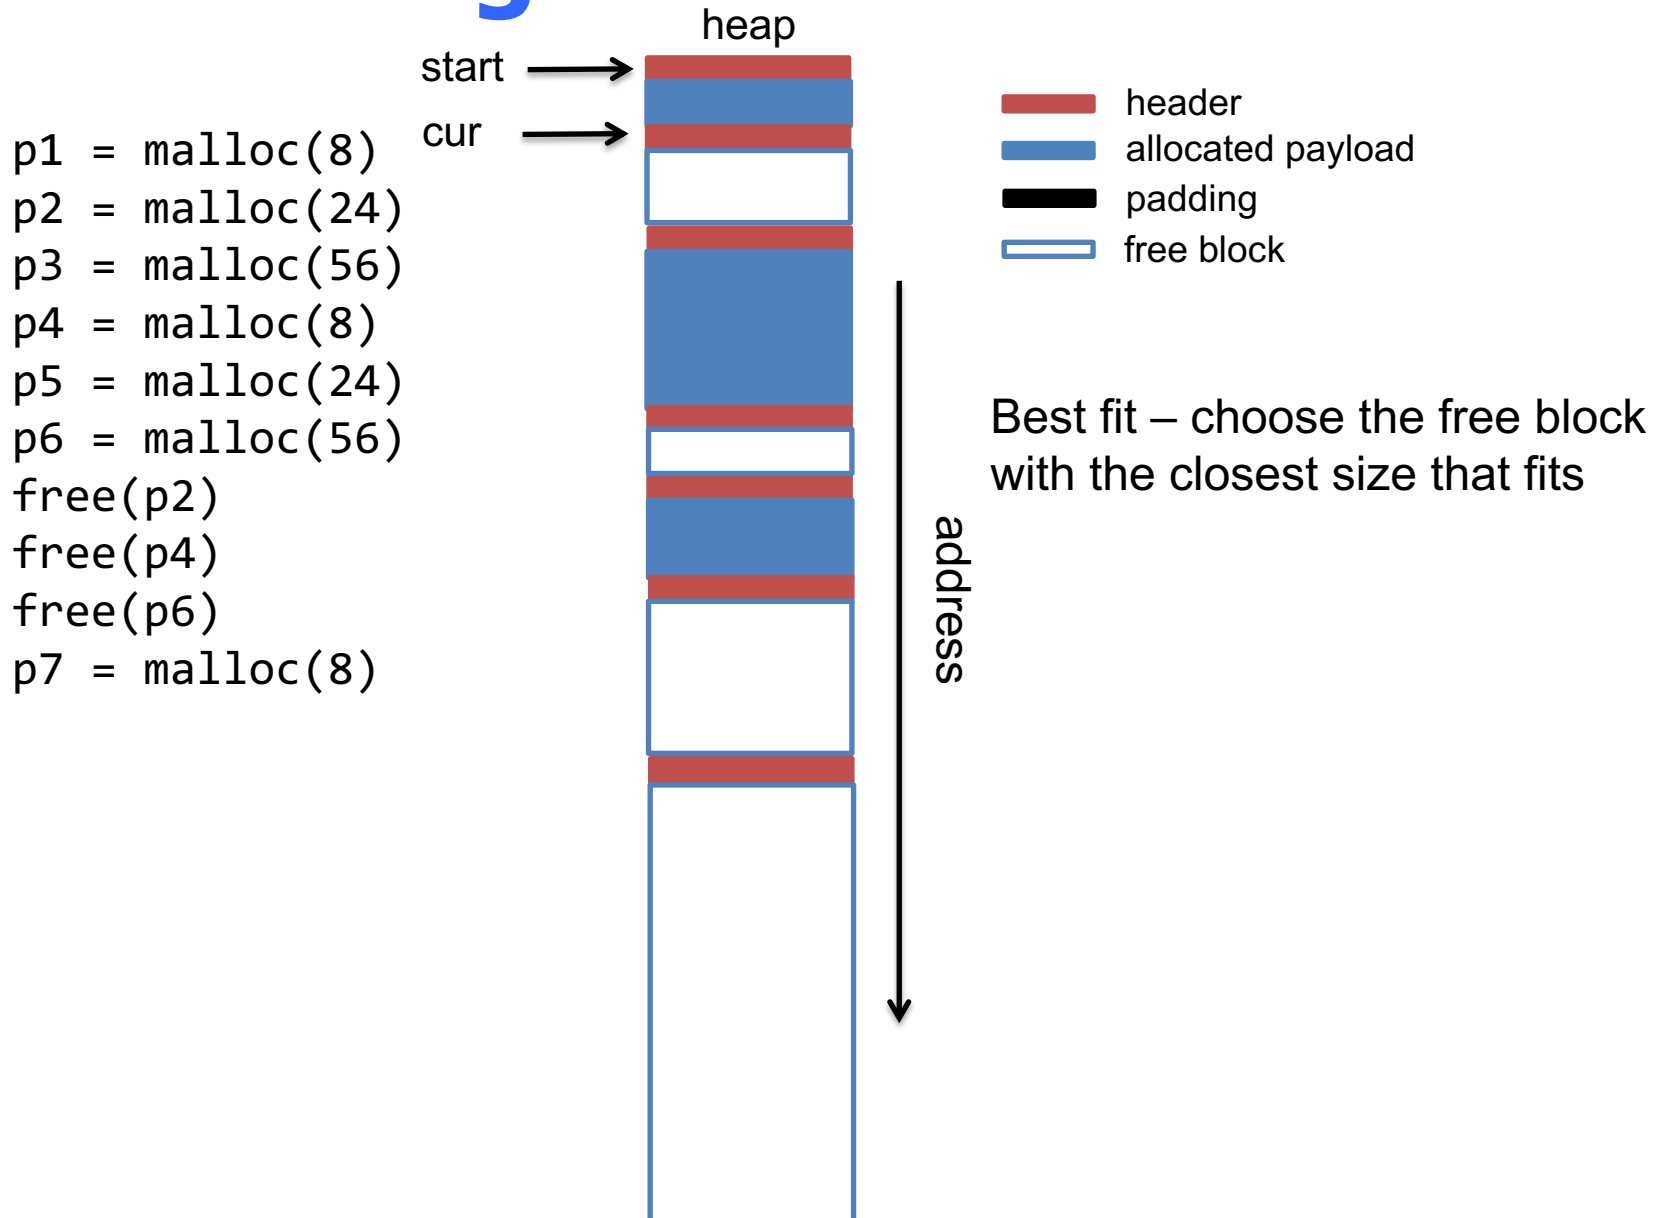 heap
start
cur
p1 = malloc(8)
p2 = malloc(24)
p3 = malloc(56)
p4 = malloc(8)
p5 = malloc(24)
p6 = malloc(56)
free(p2)
free(p4)
free(p6)
p7 = malloc(8)
header
allocated payload
padding
free block
address
Best fit – choose the free block
with the closest size that fits